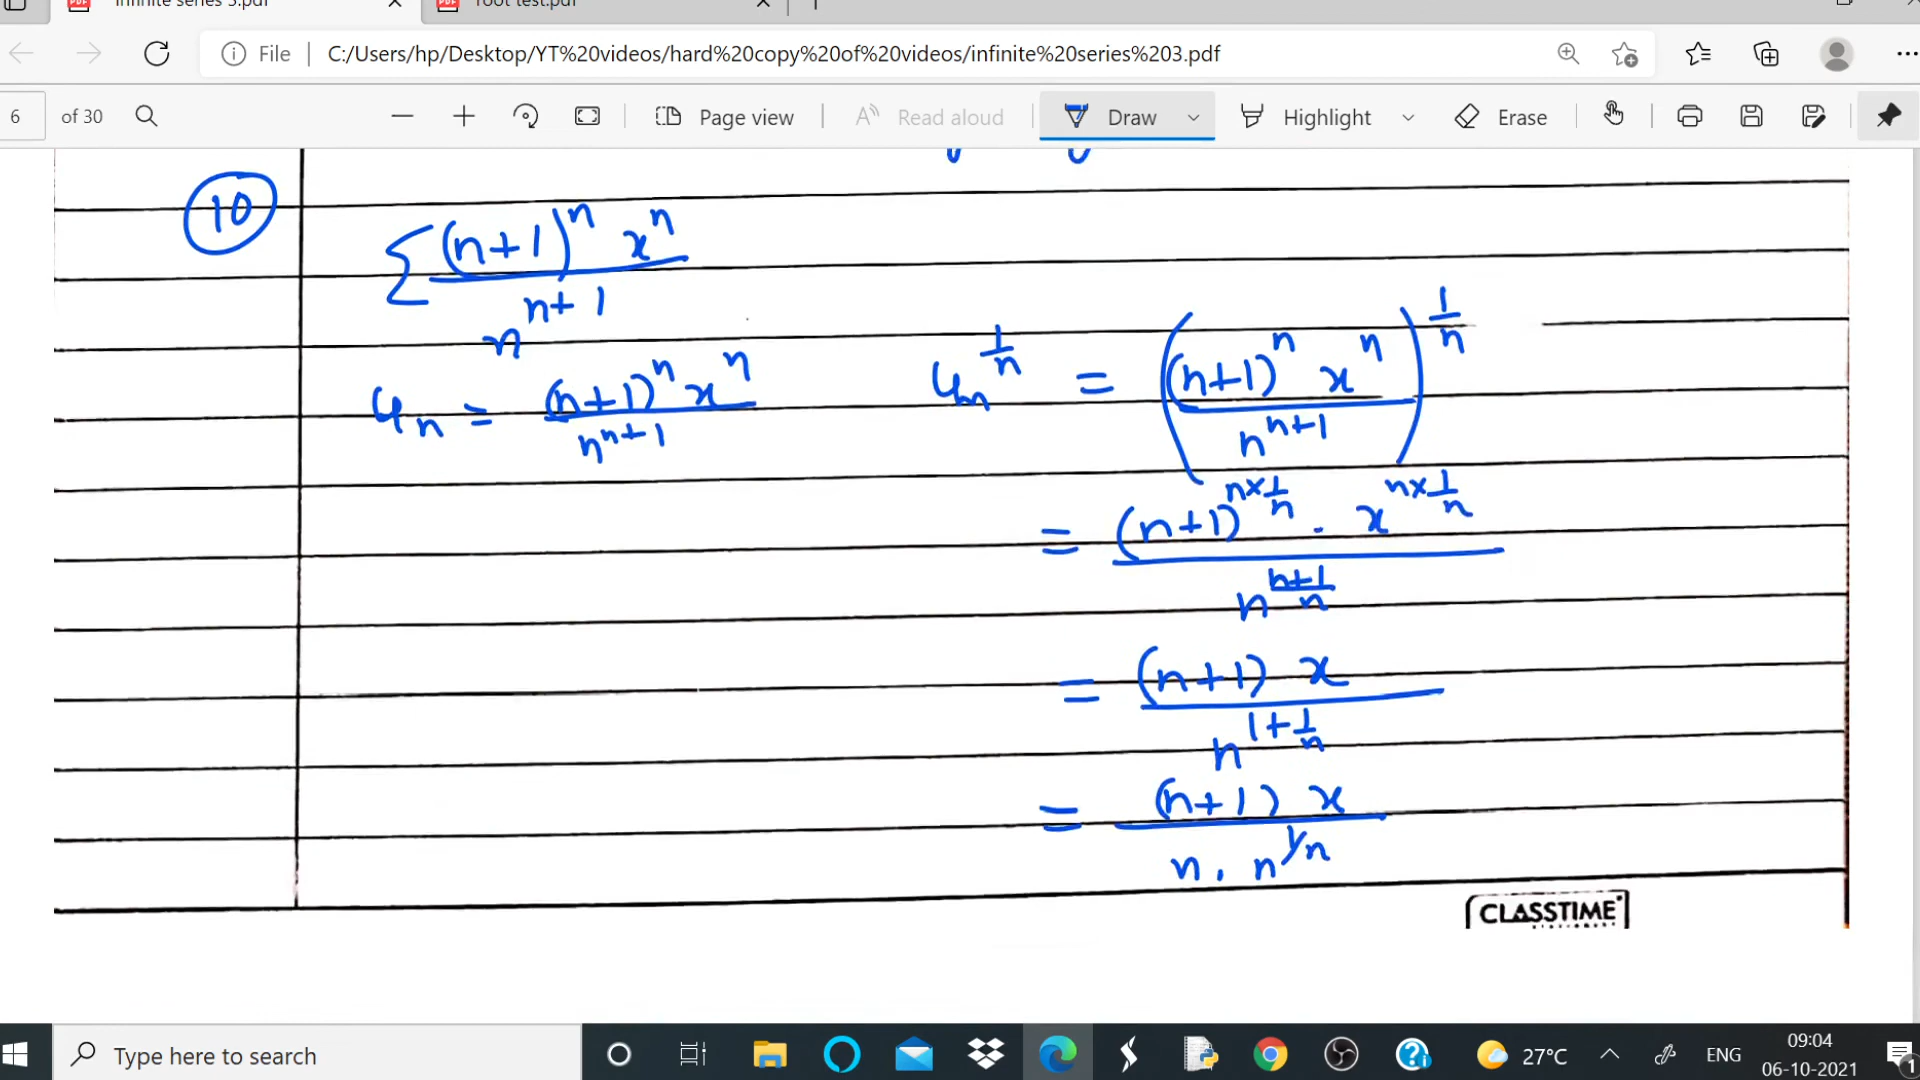 infinite series 3.pdf
root test.pdf
File
C:/Users/hp/Desktop/YT%20videos/hard%20copy%20of%20videos/infinite%20series%203.pdf
6 of 30
Page view
Read aloud
Draw
Highlight
Erase
10
Σ (n+1)^n x^n / n^(n+1)
u_n = (n+1)^n x^n / n^(n+1)
u_n^(1/n) = ((n+1)^n x^n / n^(n+1))^(1/n)
= (n+1)^(n×1/n) . x^(n×1/n) / n^((n+1)/n)
= (n+1) x / n^(1+1/n)
= (n+1) x / n . n^(1/n)
CLASSTIME
Type here to search
27°C
ENG
09:04
06-10-2021
1